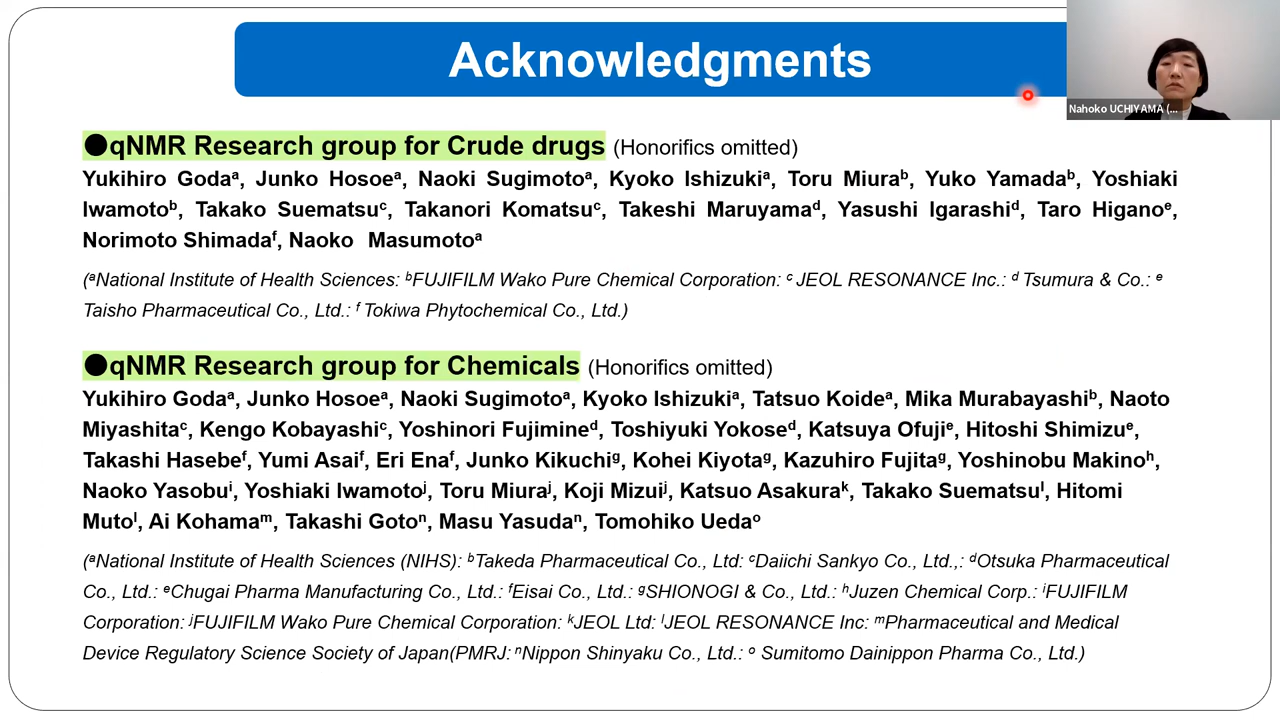 Acknowledgments
Nahoko UCHIYAMA (...
●qNMR Research group for Crude drugs (Honorifics omitted)
Yukihiro Godaᵃ, Junko Hosoeᵃ, Naoki Sugimotoᵃ, Kyoko Ishizukiᵃ, Toru Miuraᵇ, Yuko Yamadaᵇ, Yoshiaki
Iwamotoᵇ, Takako Suematsuᶜ, Takanori Komatsuᶜ, Takeshi Maruyamaᵈ, Yasushi Igarashiᵈ, Taro Higanoᵉ,
Norimoto Shimadaᶠ, Naoko Masumotoᵃ
(ᵃNational Institute of Health Sciences: ᵇFUJIFILM Wako Pure Chemical Corporation: ᶜ JEOL RESONANCE Inc.: ᵈ Tsumura & Co.: ᵉ
Taisho Pharmaceutical Co., Ltd.: ᶠ Tokiwa Phytochemical Co., Ltd.)
●qNMR Research group for Chemicals (Honorifics omitted)
Yukihiro Godaᵃ, Junko Hosoeᵃ, Naoki Sugimotoᵃ, Kyoko Ishizukiᵃ, Tatsuo Koideᵃ, Mika Murabayashiᵇ, Naoto
Miyashitaᶜ, Kengo Kobayashiᶜ, Yoshinori Fujimineᵈ, Toshiyuki Yokoseᵈ, Katsuya Ofujiᵉ, Hitoshi Shimizuᵉ,
Takashi Hasebeᶠ, Yumi Asaiᶠ, Eri Enaᶠ, Junko Kikuchiᵍ, Kohei Kiyotaᵍ, Kazuhiro Fujitaᵍ, Yoshinobu Makinoʰ,
Naoko Yasobuⁱ, Yoshiaki Iwamotoʲ, Toru Miuraʲ, Koji Mizuiʲ, Katsuo Asakuraᵏ, Takako Suematsuˡ, Hitomi
Mutoˡ, Ai Kohamaᵐ, Takashi Gotoⁿ, Masu Yasudaⁿ, Tomohiko Uedaᵒ
(ᵃNational Institute of Health Sciences (NIHS): ᵇTakeda Pharmaceutical Co., Ltd: ᶜDaiichi Sankyo Co., Ltd.,: ᵈOtsuka Pharmaceutical
Co., Ltd.: ᵉChugai Pharma Manufacturing Co., Ltd.: ᶠEisai Co., Ltd.: ᵍSHIONOGI & Co., Ltd.: ʰJuzen Chemical Corp.: ⁱFUJIFILM
Corporation: ʲFUJIFILM Wako Pure Chemical Corporation: ᵏJEOL Ltd: ˡJEOL RESONANCE Inc: ᵐPharmaceutical and Medical
Device Regulatory Science Society of Japan(PMRJ: ⁿNippon Shinyaku Co., Ltd.: ᵒ Sumitomo Dainippon Pharma Co., Ltd.)